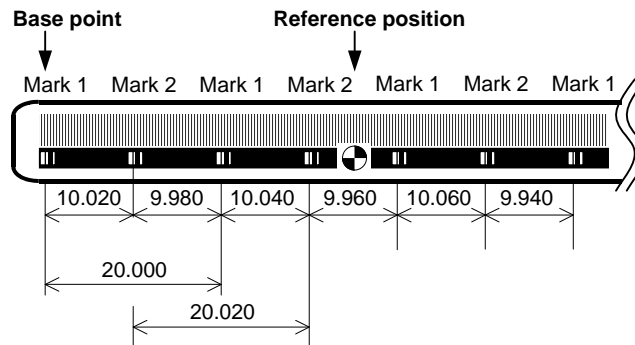 Base point Reference position
Mark 1 Mark 2 Mark 1 Mark 2 Mark 1 Mark 2 Mark 1
10.020 9.980 10.040 9.960 10.060 9.940
20.000
20.020